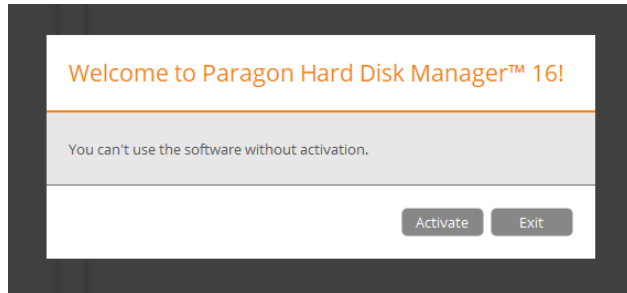 Welcome to Paragon Hard Disk Manager™ 16!
You can't use the software without activation.
Activate
Exit